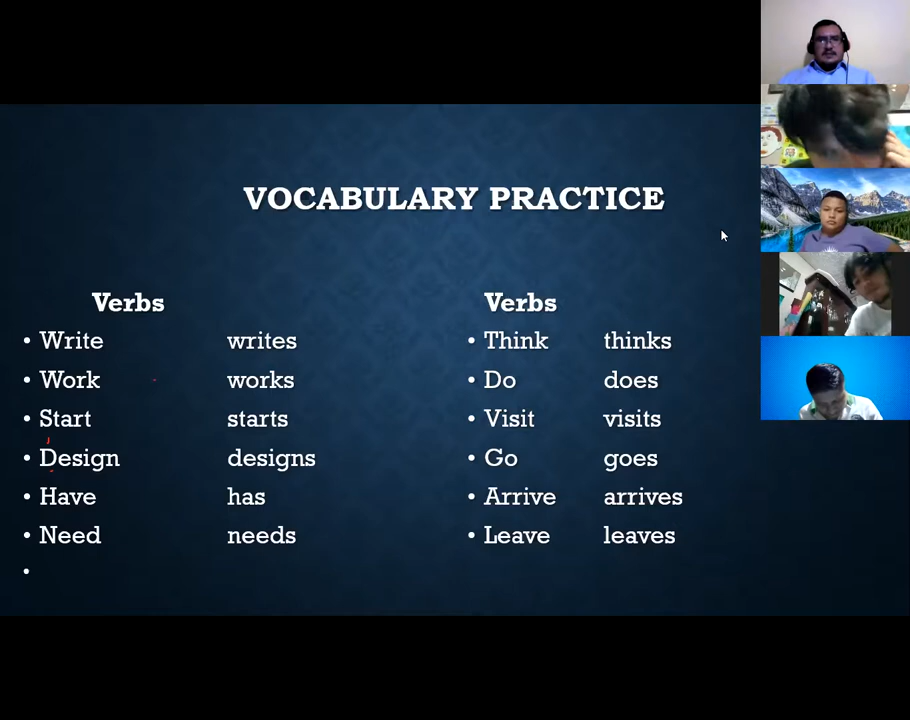 VOCABULARY PRACTICE
Verbs
• Write writes
• Work works
• Start starts
• Design designs
• Have has
• Need needs
•
Verbs
• Think thinks
• Do does
• Visit visits
• Go goes
• Arrive arrives
• Leave leaves